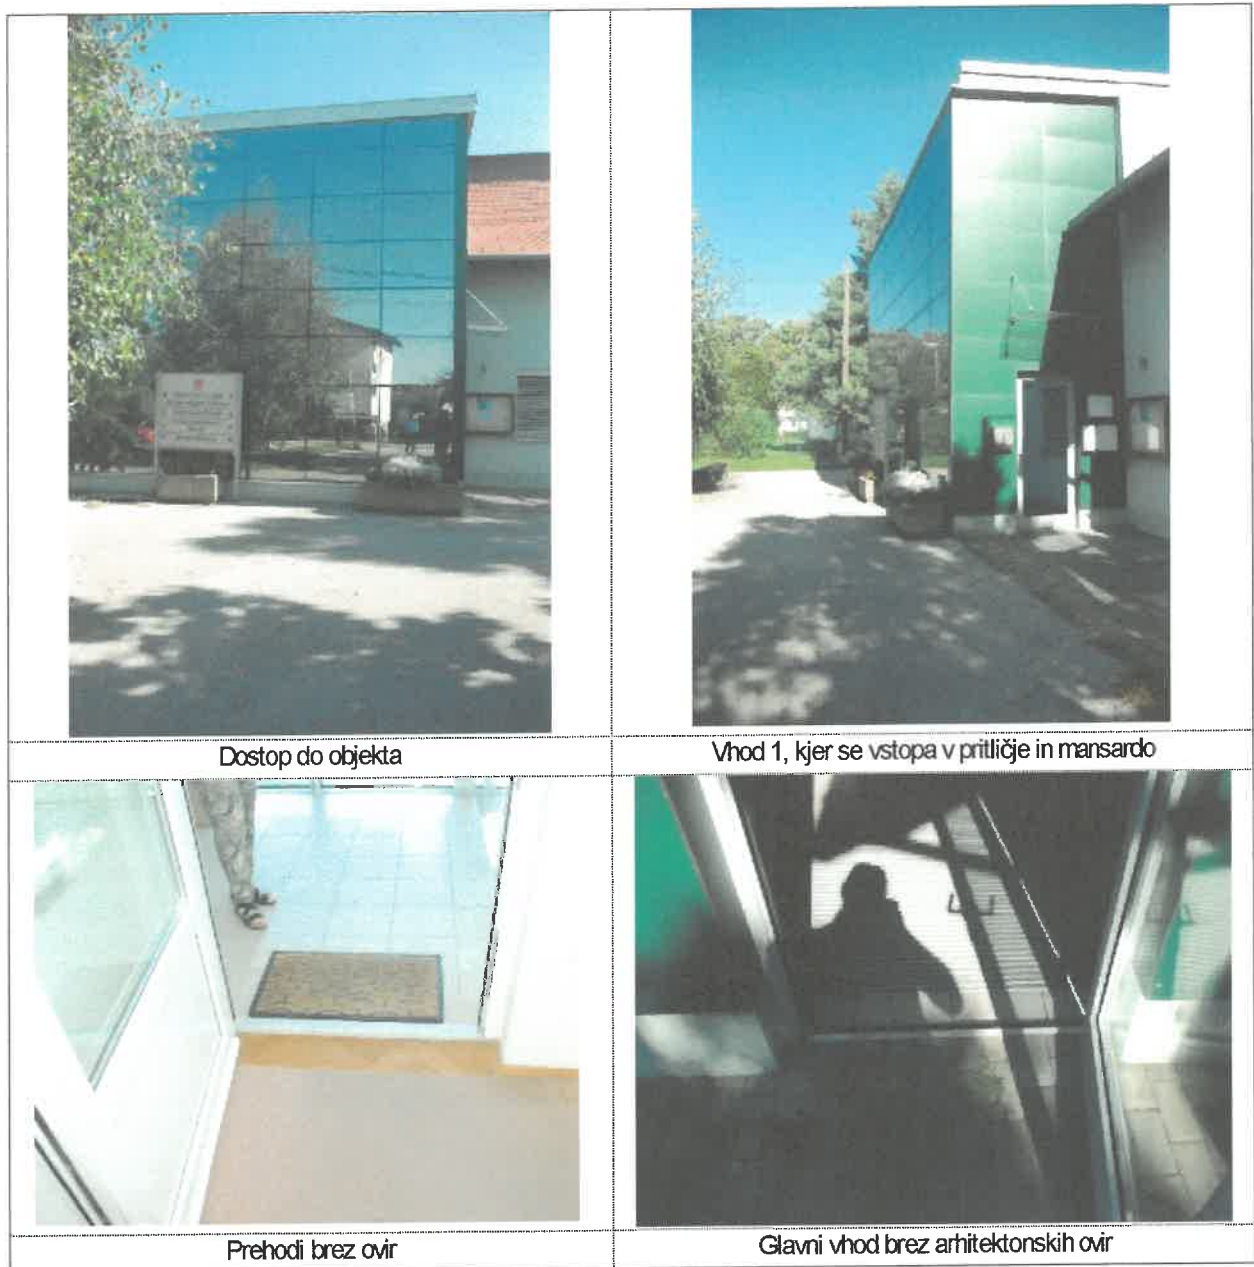 Dostop do objekta
Vhod 1, kjer se vstopa v pritličje in mansardo
Prehodi brez ovir
Glavni vhod brez arhitektonskih ovir